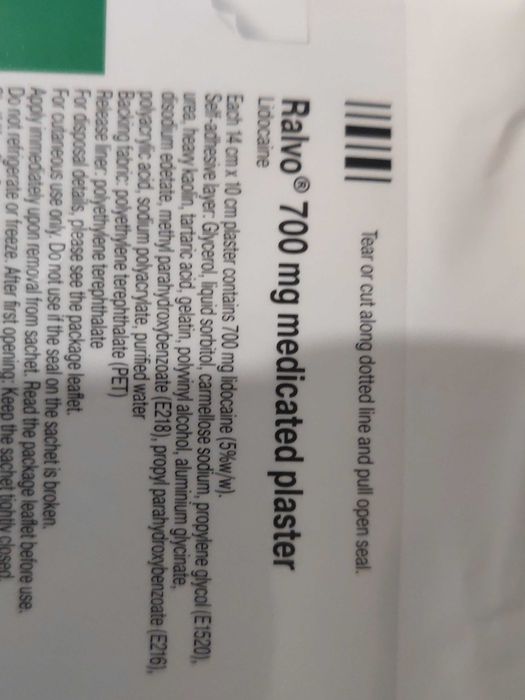 Tear or cut along dotted line and pull open seal.
Ralvo® 700 mg medicated plaster
Lidocaine
Each 14 cm x 10 cm plaster contains 700 mg lidocaine (5%w/w).
Self-adhesive layer: Glycerol, liquid sorbitol, carmellose sodium, propylene glycol (E1520),
urea, heavy kaolin, tartaric acid, gelatin, polyvinyl alcohol, aluminium glycinate,
disodium edetate, methyl parahydroxybenzoate (E218), propyl parahydroxybenzoate (E216),
polyacrylic acid, sodium polyacrylate, purified water
Backing fabric: polyethylene terephthalate (PET)
Release liner: polyethylene terephthalate
For disposal details, please see the package leaflet.
For cutaneous use only. Do not use if the seal on the sachet is broken.
Apply immediately upon removal from sachet. Read the package leaflet before use.
Do not refrigerate or freeze. After first opening: Keep the sachet tightly closed.